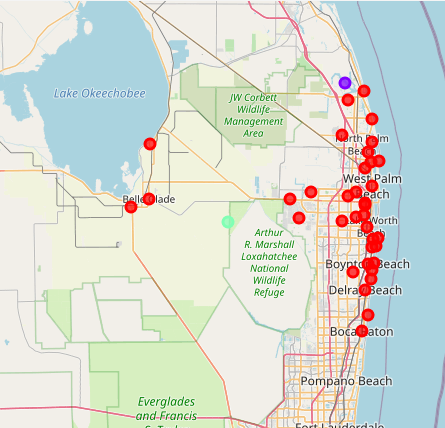 Lake Okeechobee
JW Corbett
Wildlife
Management
Area
North Palm
Beach
West Palm
Beach
Belle Glade
Lake Worth
Beach
Arthur
R. Marshall
Loxahatchee
National
Wildlife
Refuge
Boynton Beach
Delray Beach
Boca Raton
Pompano Beach
Everglades
and Francis
Fort Lauderdale